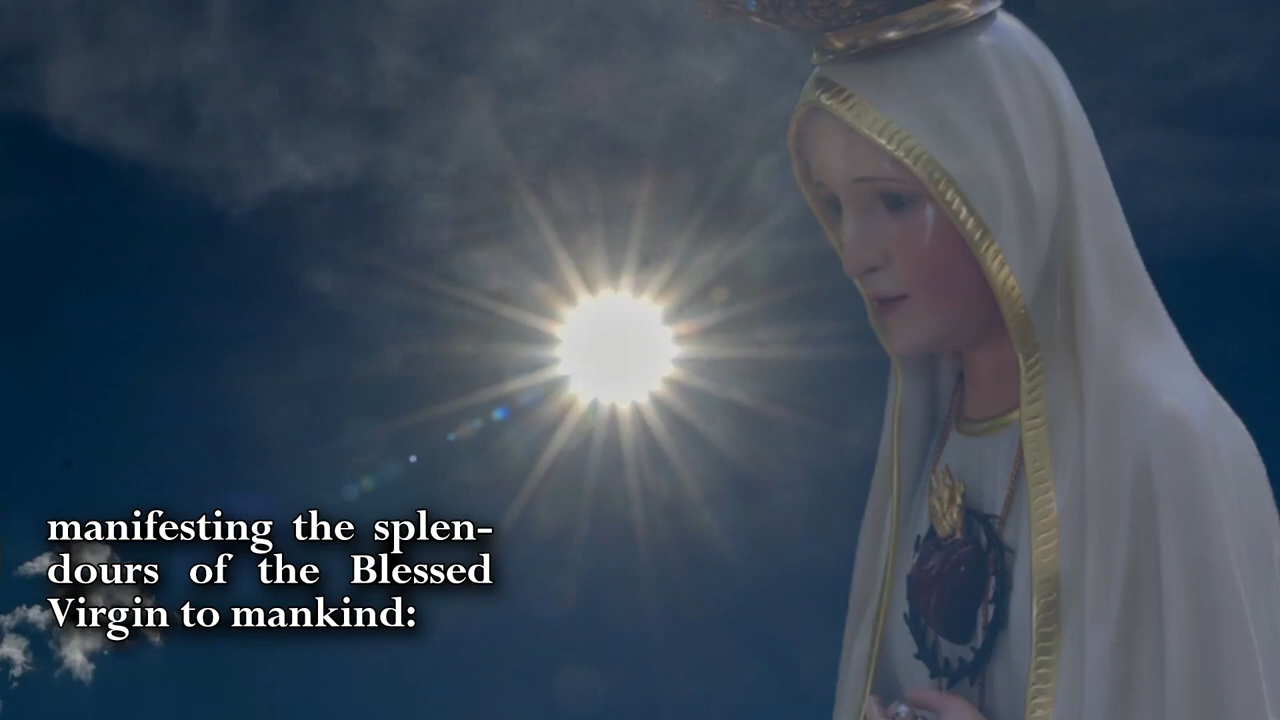 manifesting the splen-
dours of the Blessed
Virgin to mankind: